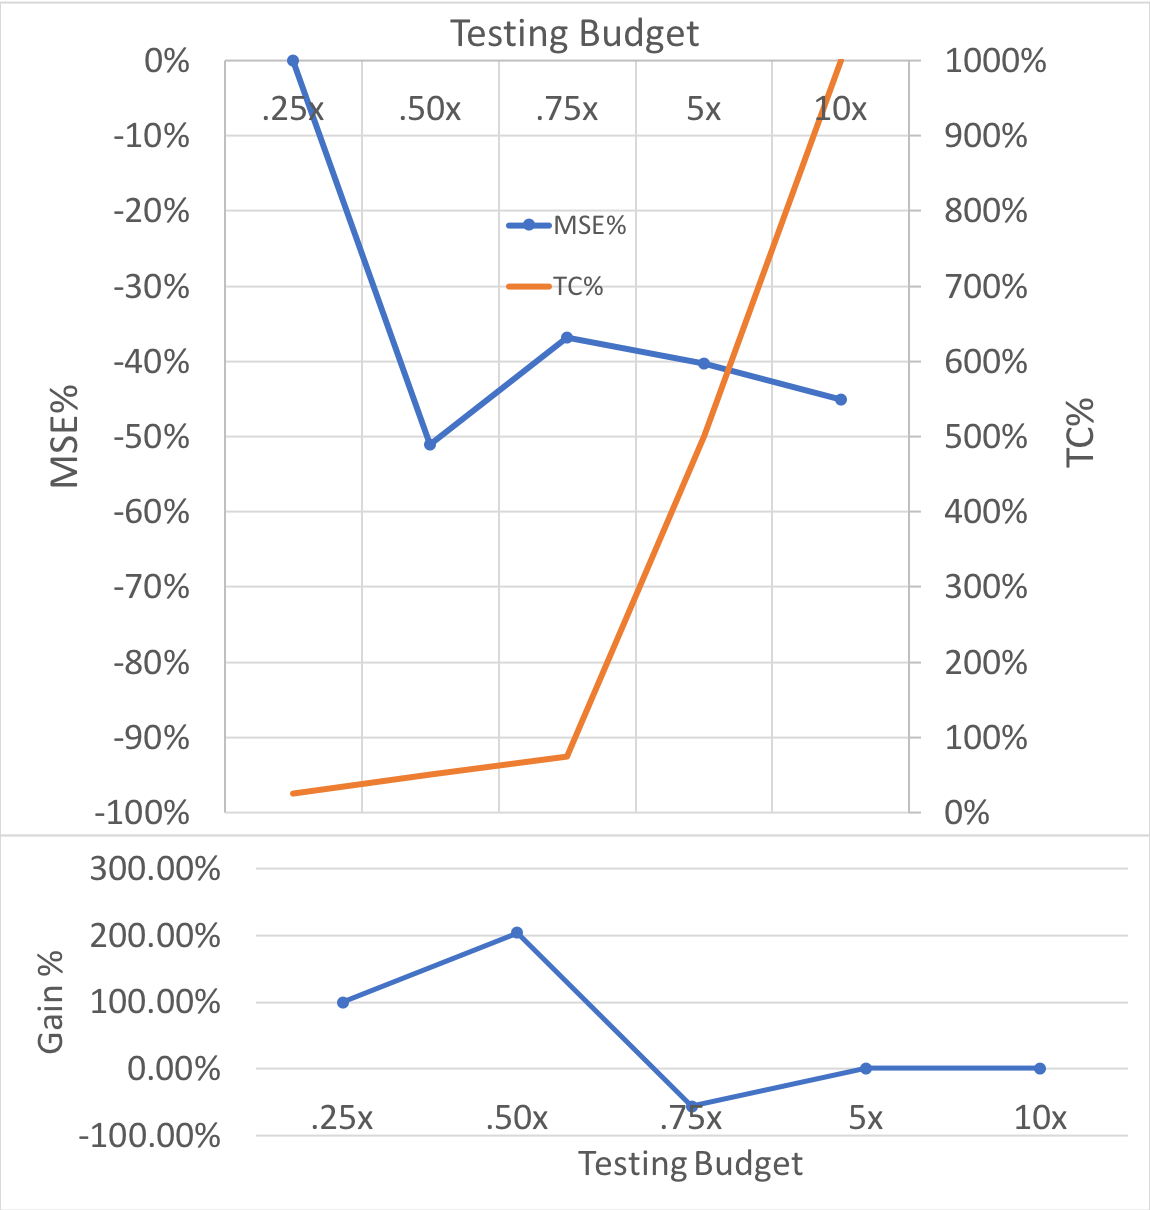 Testing Budget
0% 1000%
.25x .50x .75x 5x 10x
-10% 900%
-20% 800%
MSE%
-30% 700%
TC%
-40% 600%
MSE%
TC%
-50% 500%
-60% 400%
-70% 300%
-80% 200%
-90% 100%
-100% 0%
300.00%
200.00%
Gain %
100.00%
0.00%
.25x .50x .75x 5x 10x
-100.00%
Testing Budget